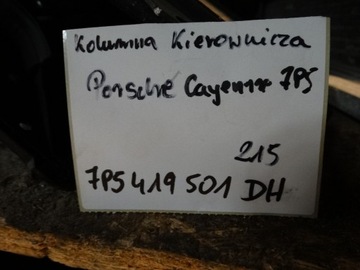 Kolumna Kierownicza
Porsche Cayenne 7P5
215
7P5 419 501 DH